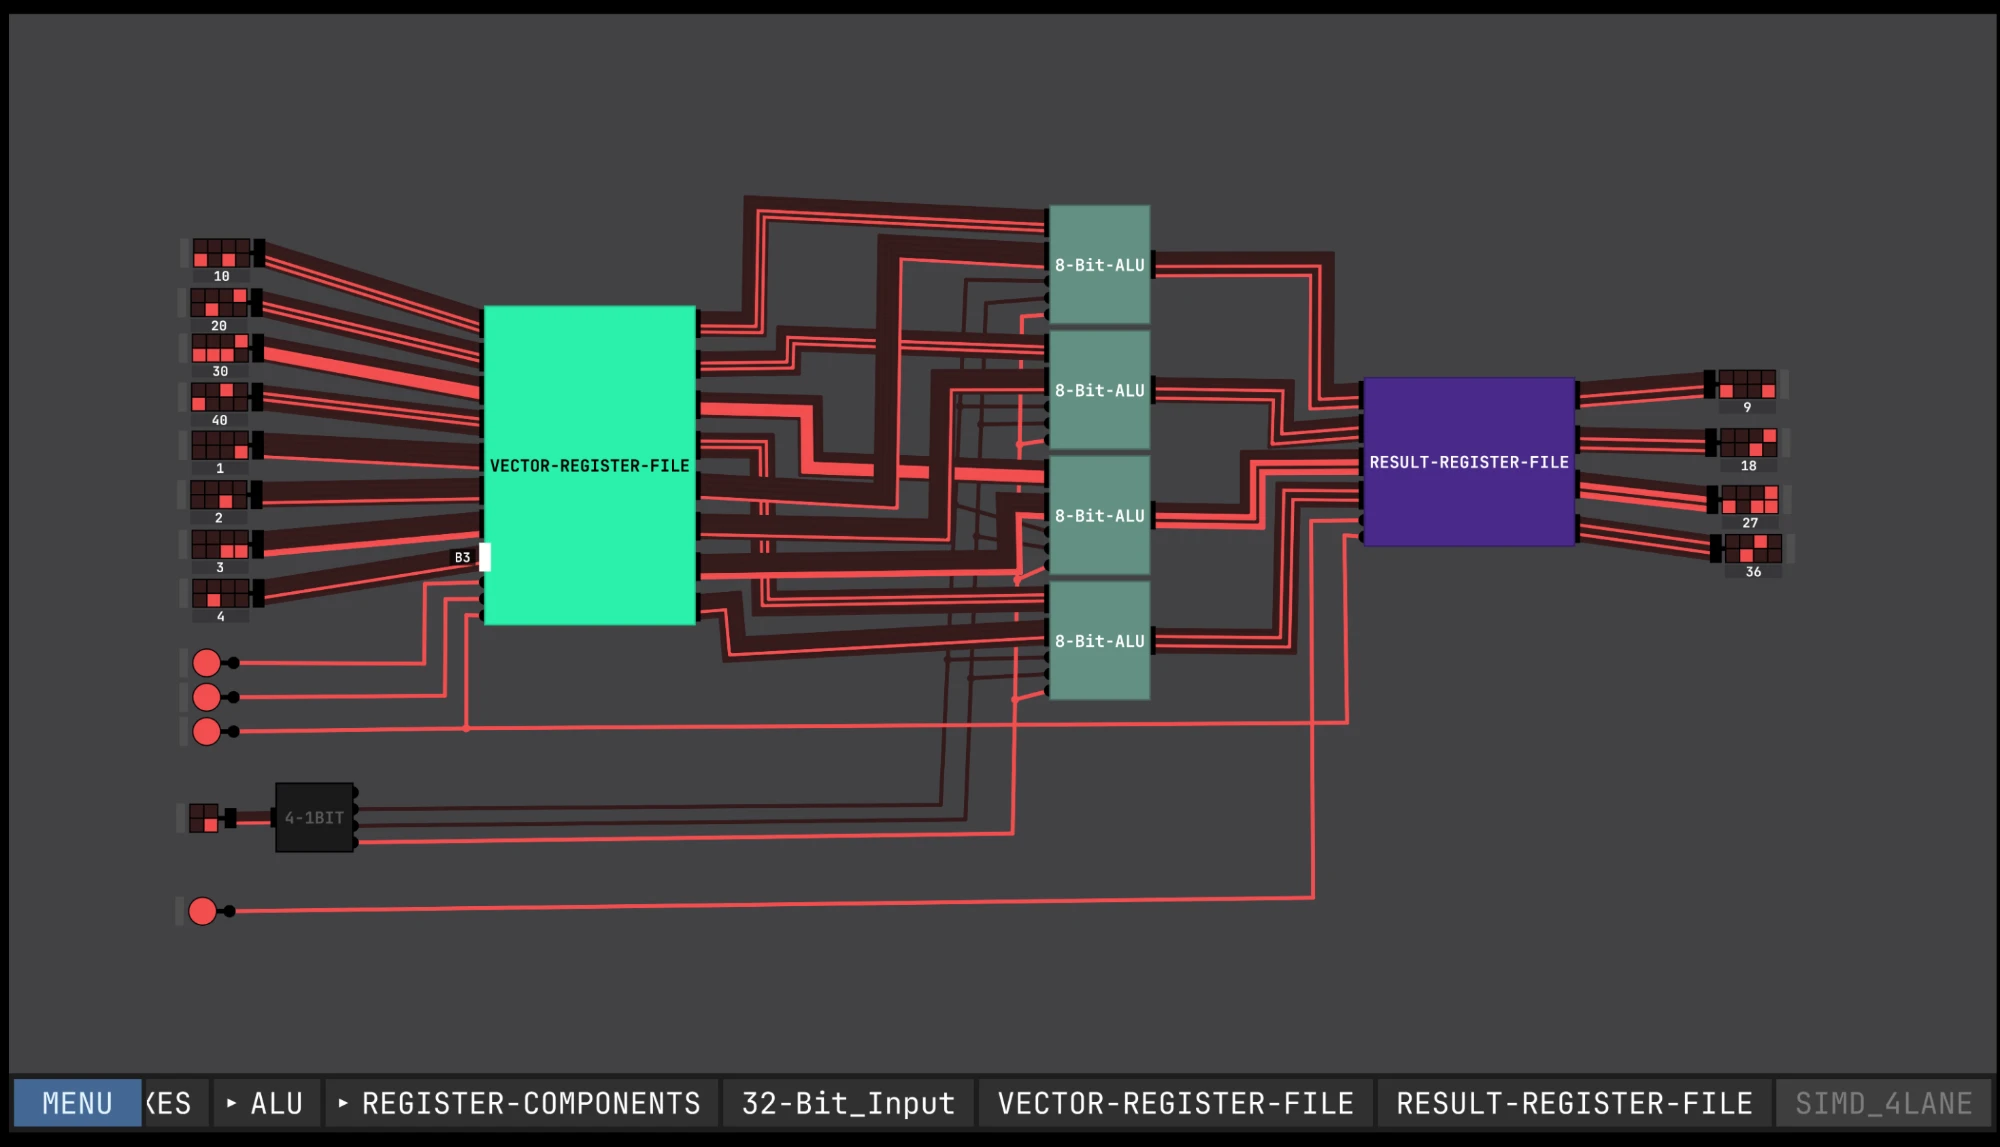 10
20
30
40
1
2
3
4
B3
VECTOR-REGISTER-FILE
8-Bit-ALU
8-Bit-ALU
8-Bit-ALU
8-Bit-ALU
RESULT-REGISTER-FILE
9
18
27
36
4-1BIT
MENU
XES
▸ ALU
▸ REGISTER-COMPONENTS
32-Bit_Input
VECTOR-REGISTER-FILE
RESULT-REGISTER-FILE
SIMD_4LANE